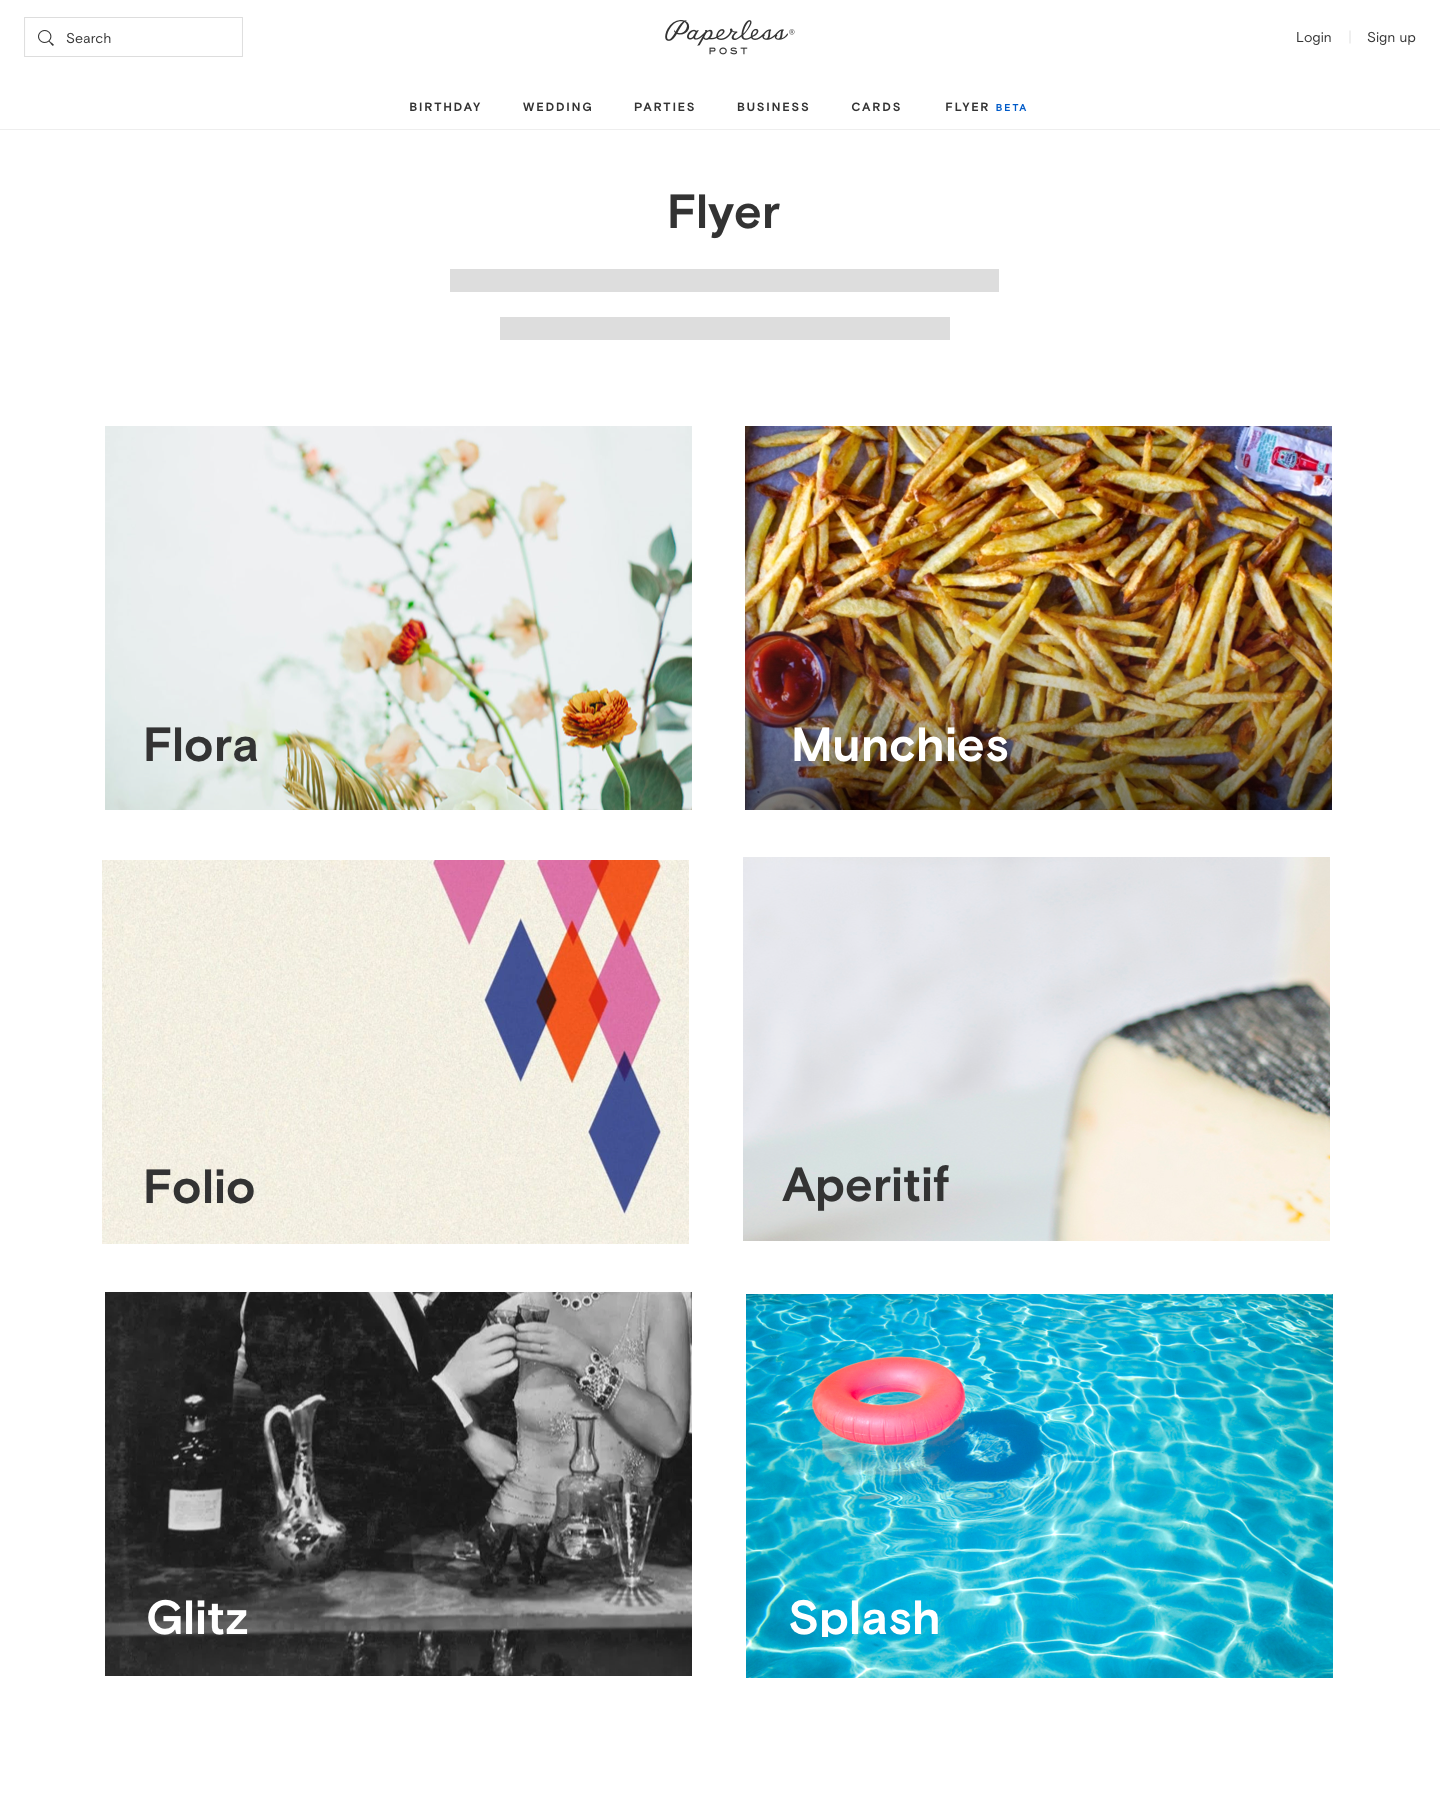 Search
Paperless®
POST
Login
Sign up
BIRTHDAY
WEDDING
PARTIES
BUSINESS
CARDS
FLYER BETA
Flyer
Flora
Munchies
Folio
Aperitif
Glitz
Splash